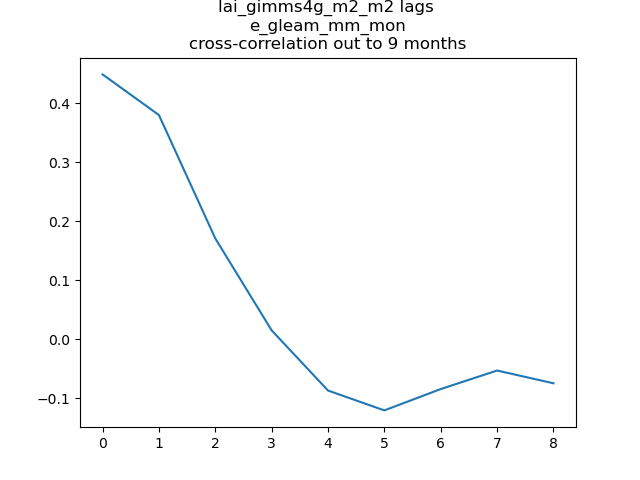 lai_gimms4g_m2_m2 lags
e_gleam_mm_mon
cross-correlation out to 9 months
0.4
0.3
0.2
0.1
0.0
−0.1
0 1 2 3 4 5 6 7 8